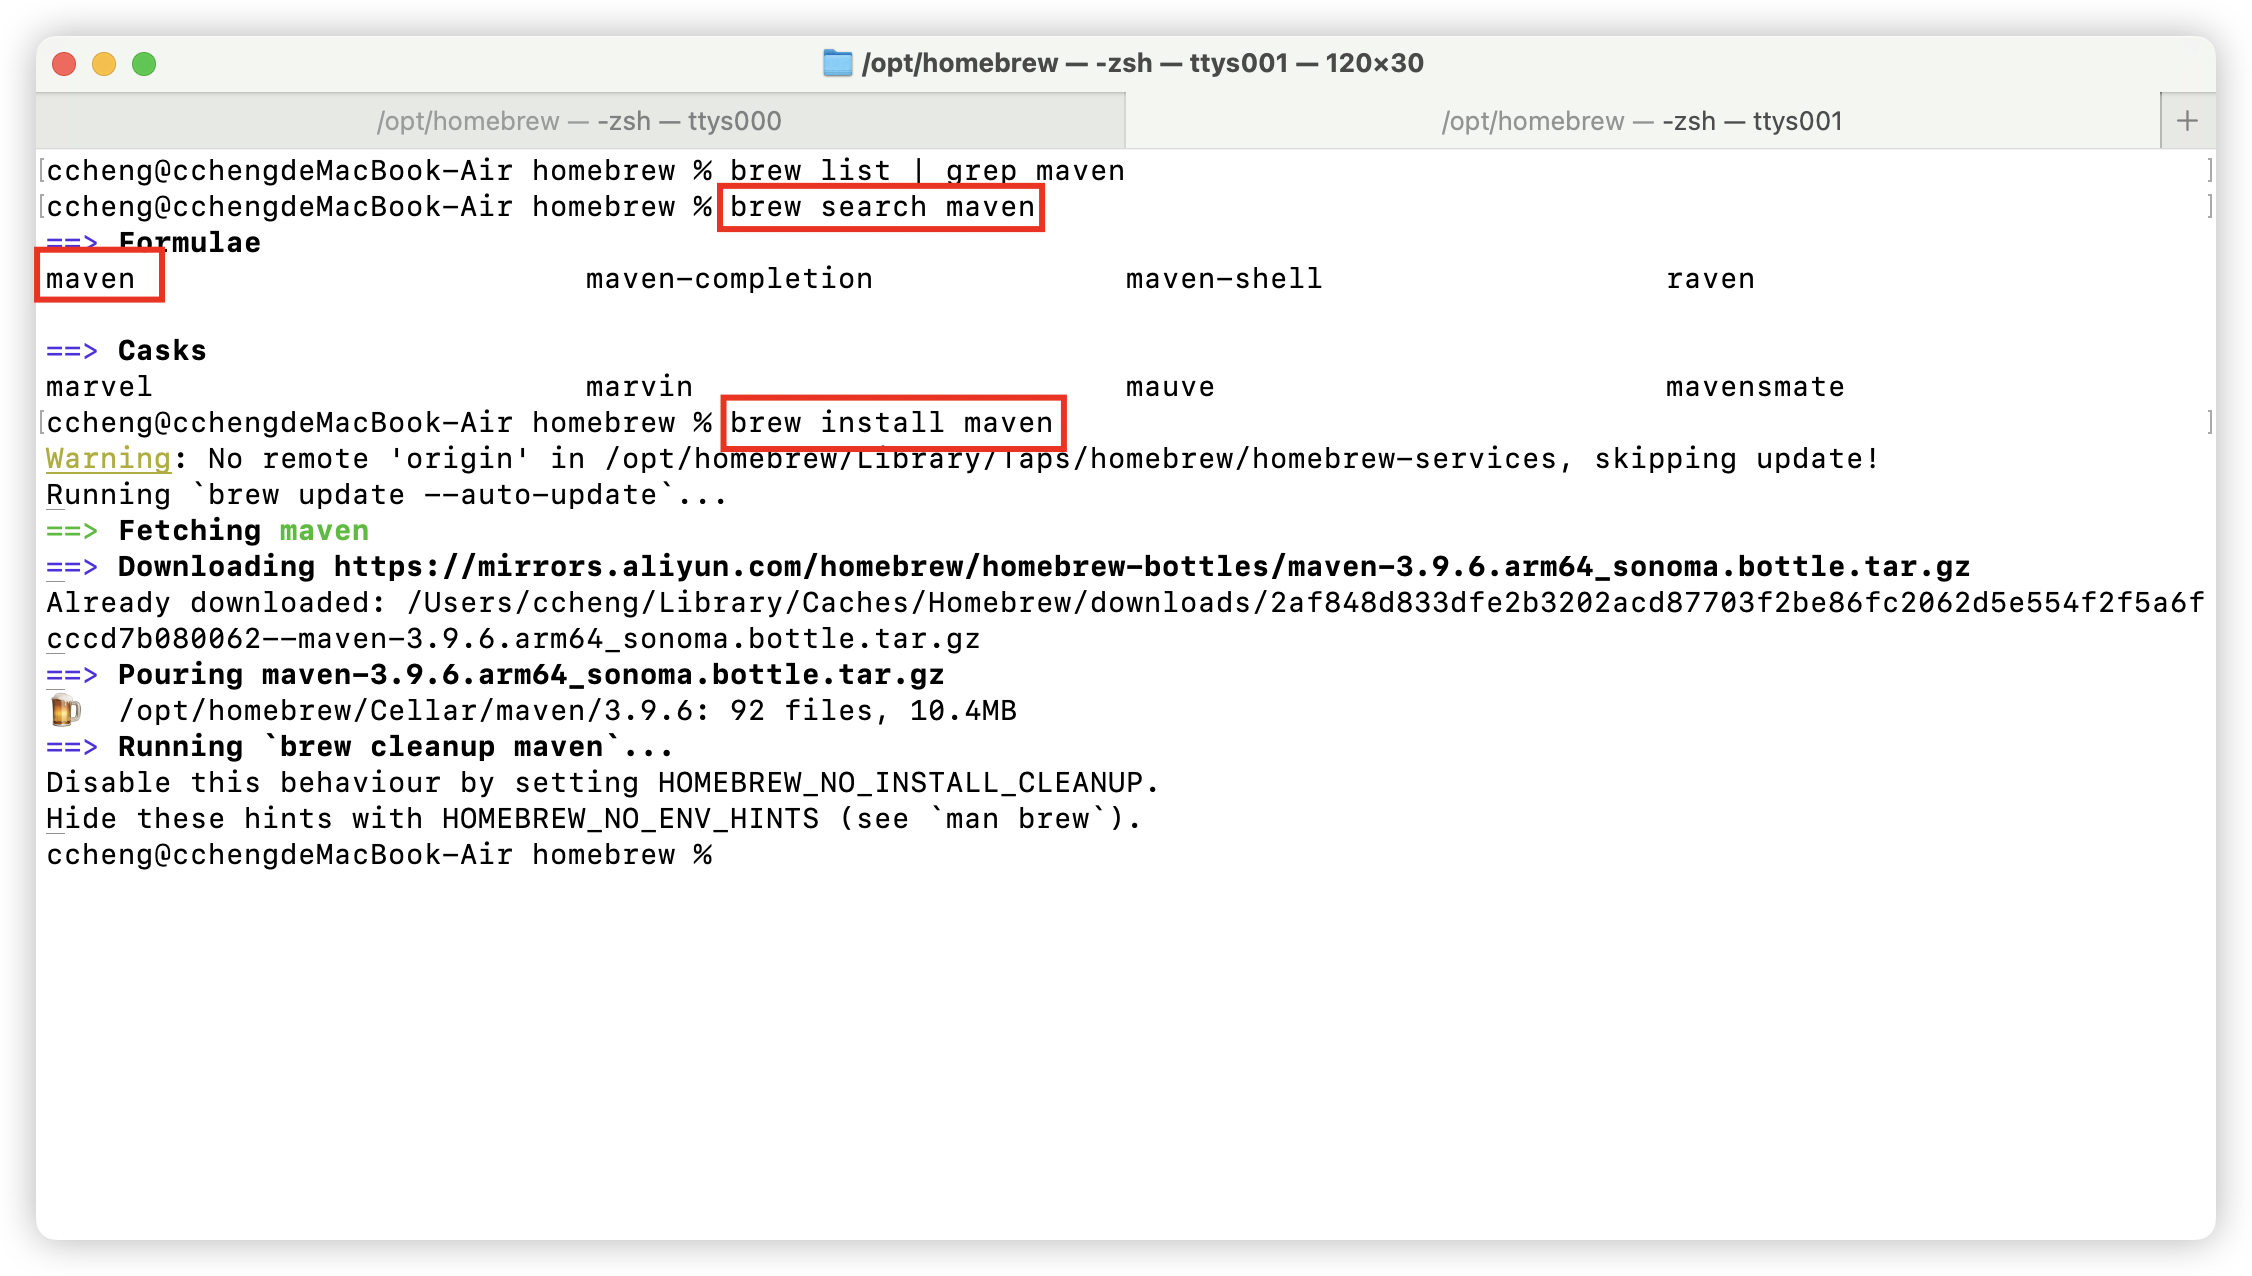 /opt/homebrew — -zsh — ttys001 — 120×30
/opt/homebrew — -zsh — ttys000
/opt/homebrew — -zsh — ttys001
+
[ccheng@cchengdeMacBook-Air homebrew % brew list | grep maven ]
[ccheng@cchengdeMacBook-Air homebrew % brew search maven ]
==> Formulae
maven maven-completion maven-shell raven
==> Casks
marvel marvin mauve mavensmate
[ccheng@cchengdeMacBook-Air homebrew % brew install maven ]
Warning: No remote 'origin' in /opt/homebrew/Library/Taps/homebrew/homebrew-services, skipping update!
Running `brew update --auto-update`...
==> Fetching maven
==> Downloading https://mirrors.aliyun.com/homebrew/homebrew-bottles/maven-3.9.6.arm64_sonoma.bottle.tar.gz
Already downloaded: /Users/ccheng/Library/Caches/Homebrew/downloads/2af848d833dfe2b3202acd87703f2be86fc2062d5e554f2f5a6f
cccd7b080062--maven-3.9.6.arm64_sonoma.bottle.tar.gz
==> Pouring maven-3.9.6.arm64_sonoma.bottle.tar.gz
🍺 /opt/homebrew/Cellar/maven/3.9.6: 92 files, 10.4MB
==> Running `brew cleanup maven`...
Disable this behaviour by setting HOMEBREW_NO_INSTALL_CLEANUP.
Hide these hints with HOMEBREW_NO_ENV_HINTS (see `man brew`).
ccheng@cchengdeMacBook-Air homebrew %